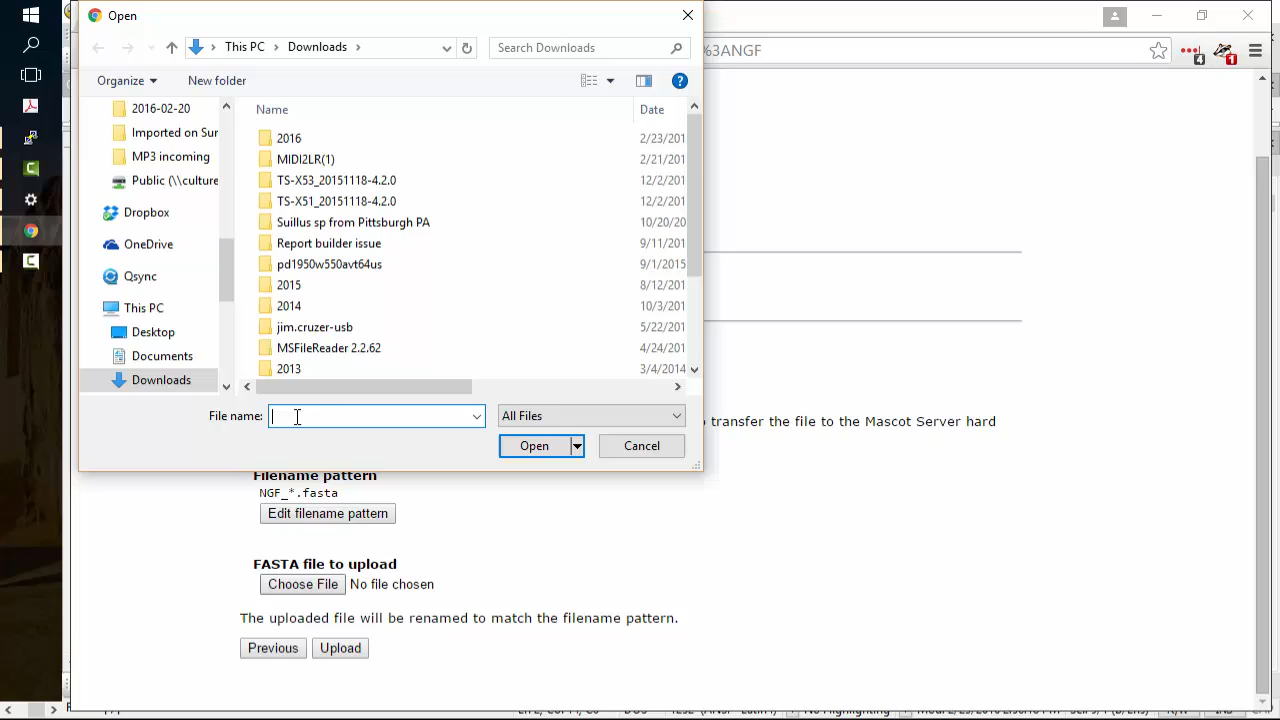 Open
This PC > Downloads >
Search Downloads
%3ANGF
4
1
Organize
New folder
?
2016-02-20
Imported on Sur
MP3 incoming
Public (\\culture
Dropbox
OneDrive
Qsync
This PC
Desktop
Documents
Downloads
Name
Date
2016
2/23/201
MIDI2LR(1)
2/21/201
TS-X53_20151118-4.2.0
12/2/201
TS-X51_20151118-4.2.0
12/2/201
Suillus sp from Pittsburgh PA
10/20/20
Report builder issue
9/11/201
pd1950w550avt64us
9/1/2015
2015
8/12/201
2014
10/3/201
jim.cruzer-usb
5/22/201
MSFileReader 2.2.62
4/24/201
2013
3/4/2014
File name:
All Files
Open
Cancel
transfer the file to the Mascot Server hard
Filename pattern
NGF_*.fasta
Edit filename pattern
FASTA file to upload
Choose File No file chosen
The uploaded file will be renamed to match the filename pattern.
Previous
Upload